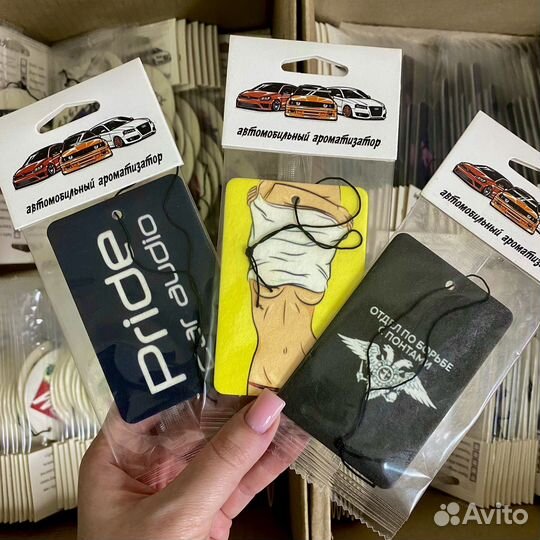 автомобильный ароматизатор
автомобильный ароматизатор
автомобильный ароматизатор
Pride
car audio
ОТДЕЛ ПО БОРЬБЕ
С ПОНТАМИ
Avito